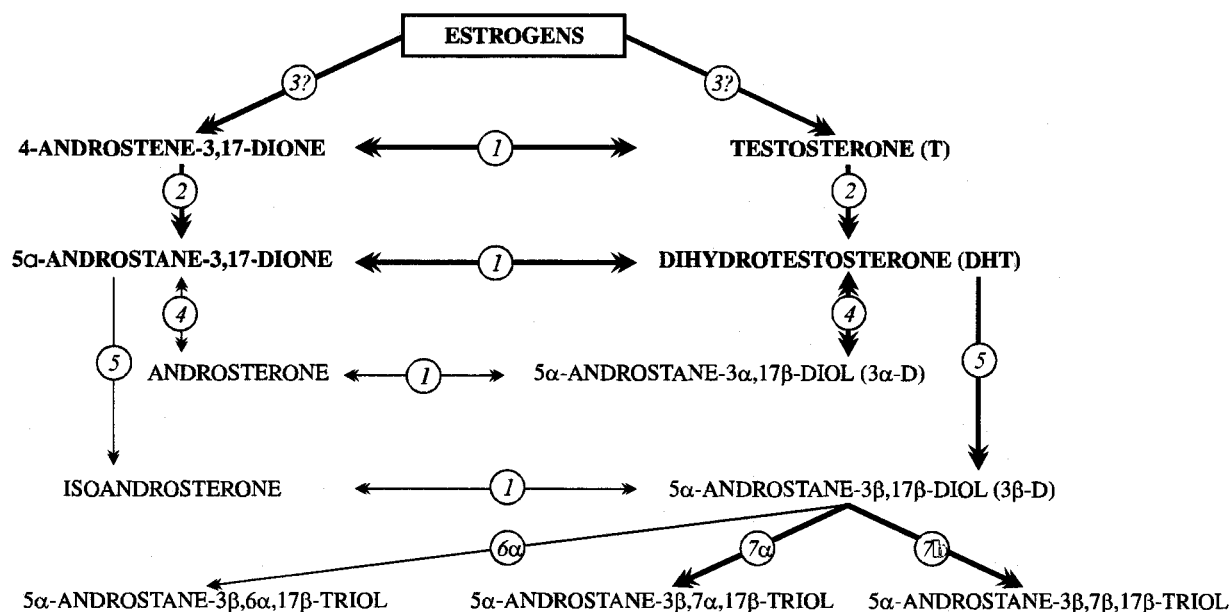 ESTROGENS
3? 3?
4-ANDROSTENE-3,17-DIONE 1 TESTOSTERONE (T)
2 2
5α-ANDROSTANE-3,17-DIONE 1 DIHYDROTESTOSTERONE (DHT)
4 4
5 5
ANDROSTERONE 1 5α-ANDROSTANE-3α,17β-DIOL (3α-D)
ISOANDROSTERONE 1 5α-ANDROSTANE-3β,17β-DIOL (3β-D)
6α 7α
5α-ANDROSTANE-3β,6α,17β-TRIOL 5α-ANDROSTANE-3β,7α,17β-TRIOL 5α-ANDROSTANE-3β,7β,17β-TRIOL